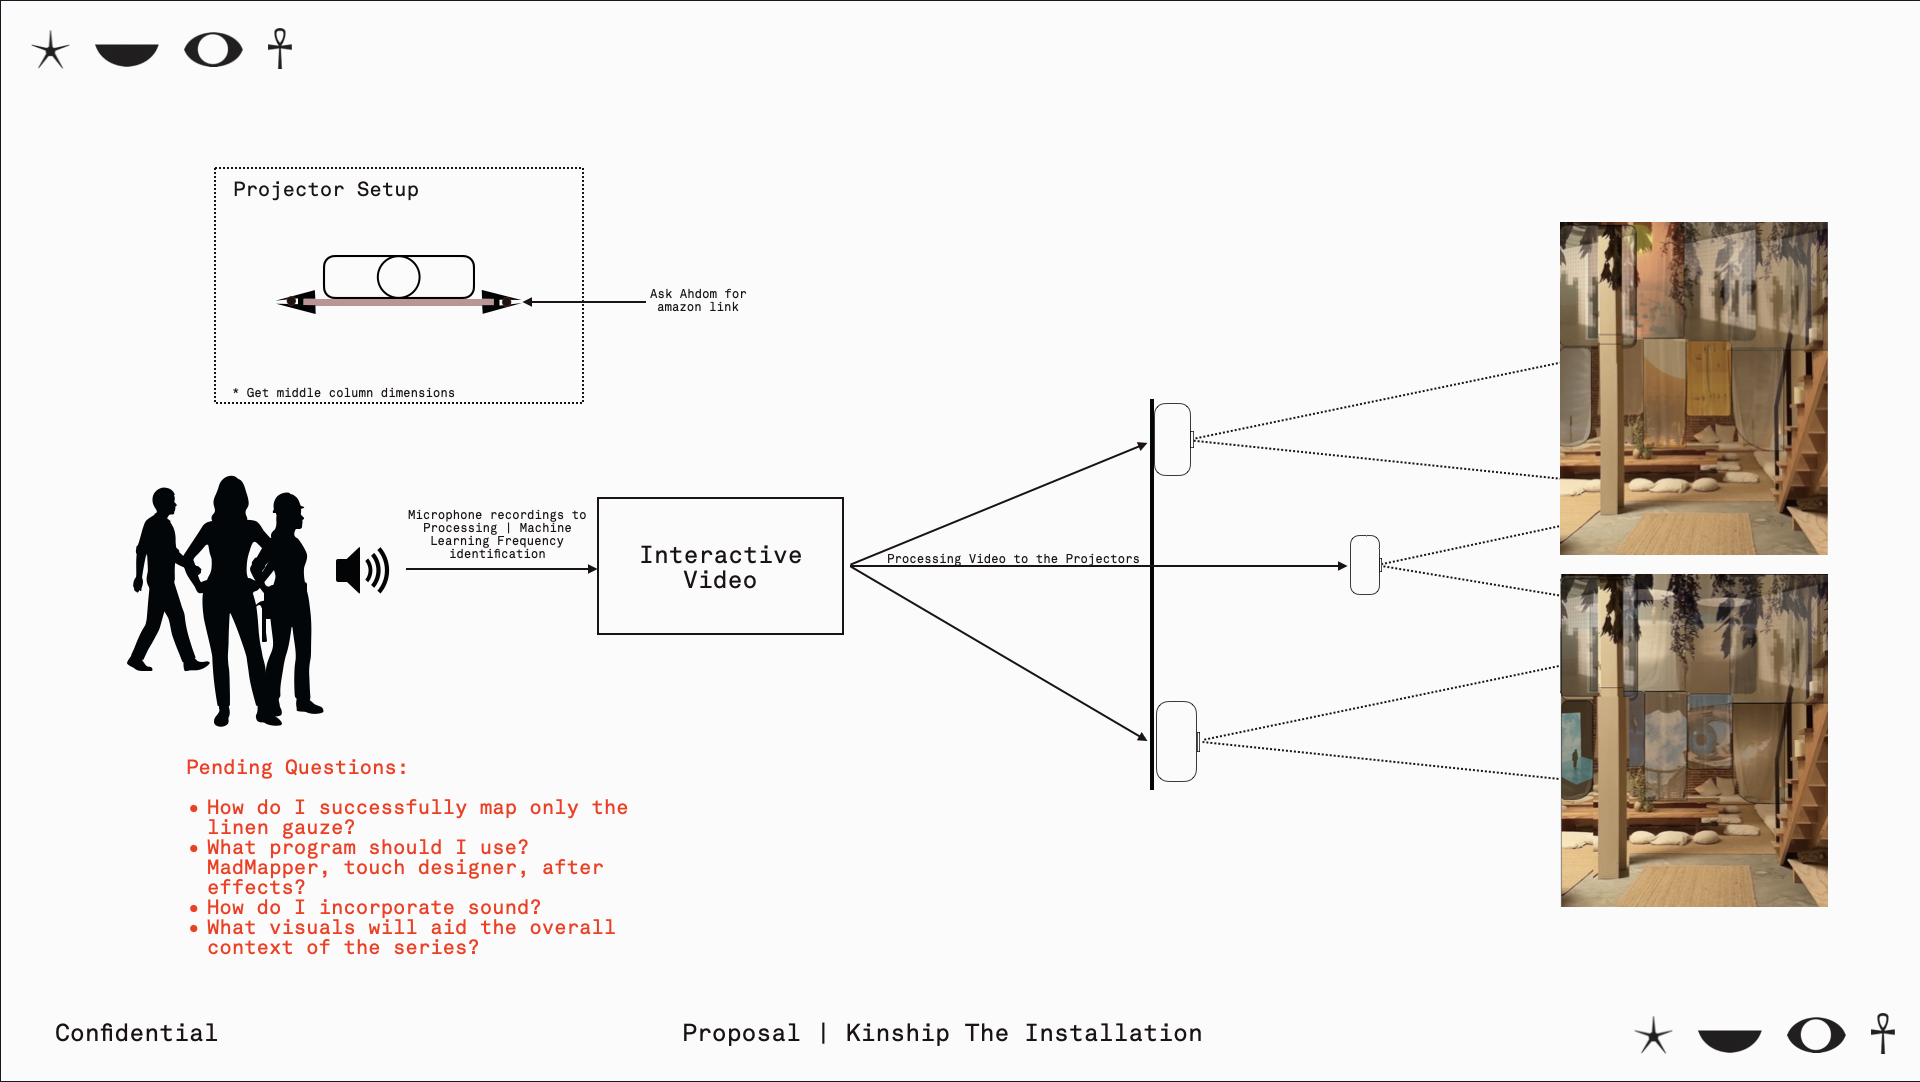 Projector Setup
Ask Ahdom for
amazon link
* Get middle column dimensions
Microphone recordings to
Processing | Machine
Learning Frequency
identification
Interactive
Video
Processing Video to the Projectors
Pending Questions:
• How do I successfully map only the
linen gauze?
• What program should I use?
MadMapper, touch designer, after
effects?
• How do I incorporate sound?
• What visuals will aid the overall
context of the series?
Confidential
Proposal | Kinship The Installation